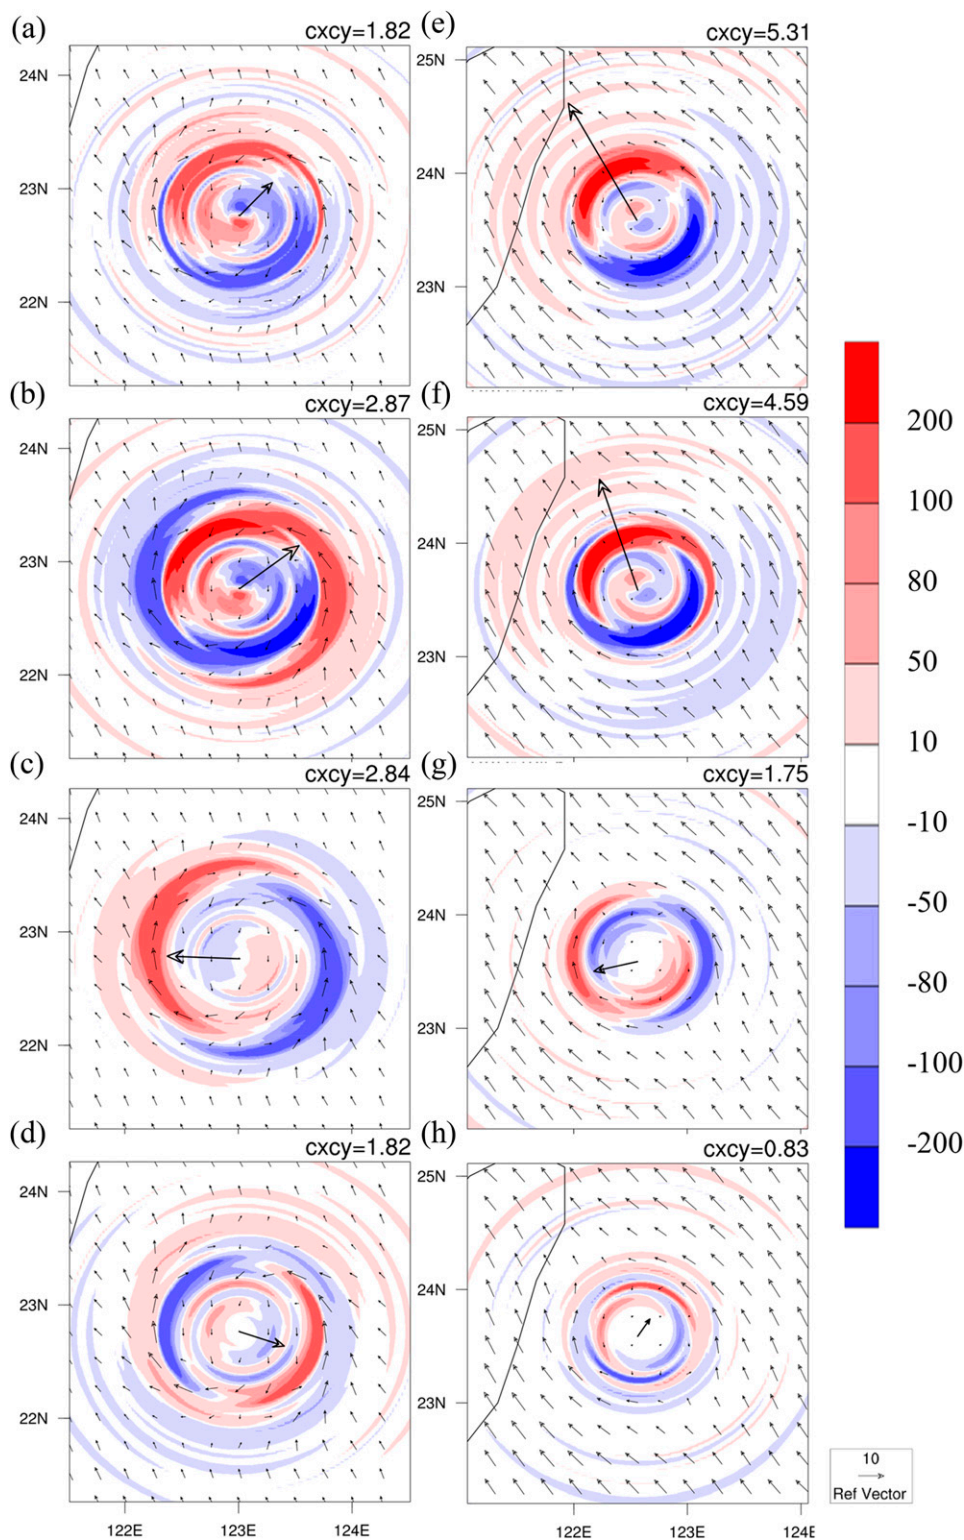 (a)
cxcy=1.82
24N
23N
22N
(b)
cxcy=2.87
24N
23N
22N
(c)
cxcy=2.84
24N
23N
22N
(d)
cxcy=1.82
24N
23N
22N
122E
123E
124E
(e)
cxcy=5.31
25N
24N
23N
(f)
cxcy=4.59
25N
24N
23N
(g)
cxcy=1.75
25N
24N
23N
(h)
cxcy=0.83
25N
24N
23N
122E
123E
124E
200
100
80
50
10
-10
-50
-80
-100
-200
10
Ref Vector